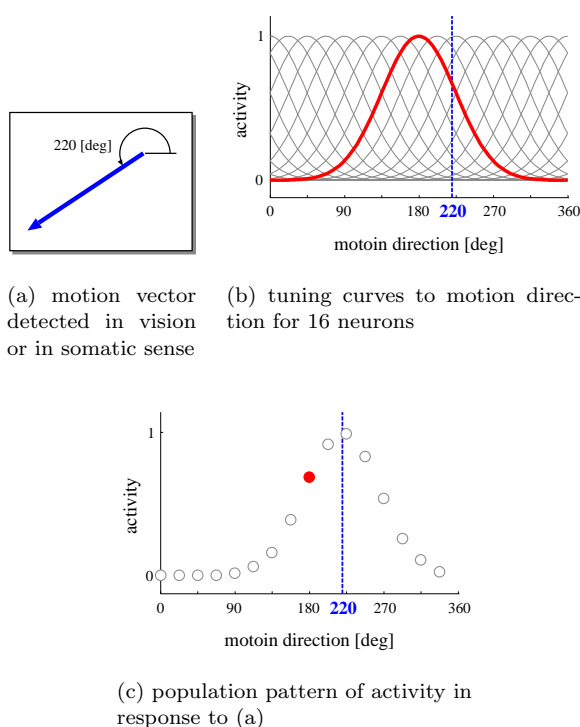 220 [deg]
(a) motion vector
detected in vision
or in somatic sense
1
0
activity
0 90 180 220 270 360
motoin direction [deg]
(b) tuning curves to motion direc-
tion for 16 neurons
1
0
activity
0 90 180 220 270 360
motoin direction [deg]
(c) population pattern of activity in
response to (a)